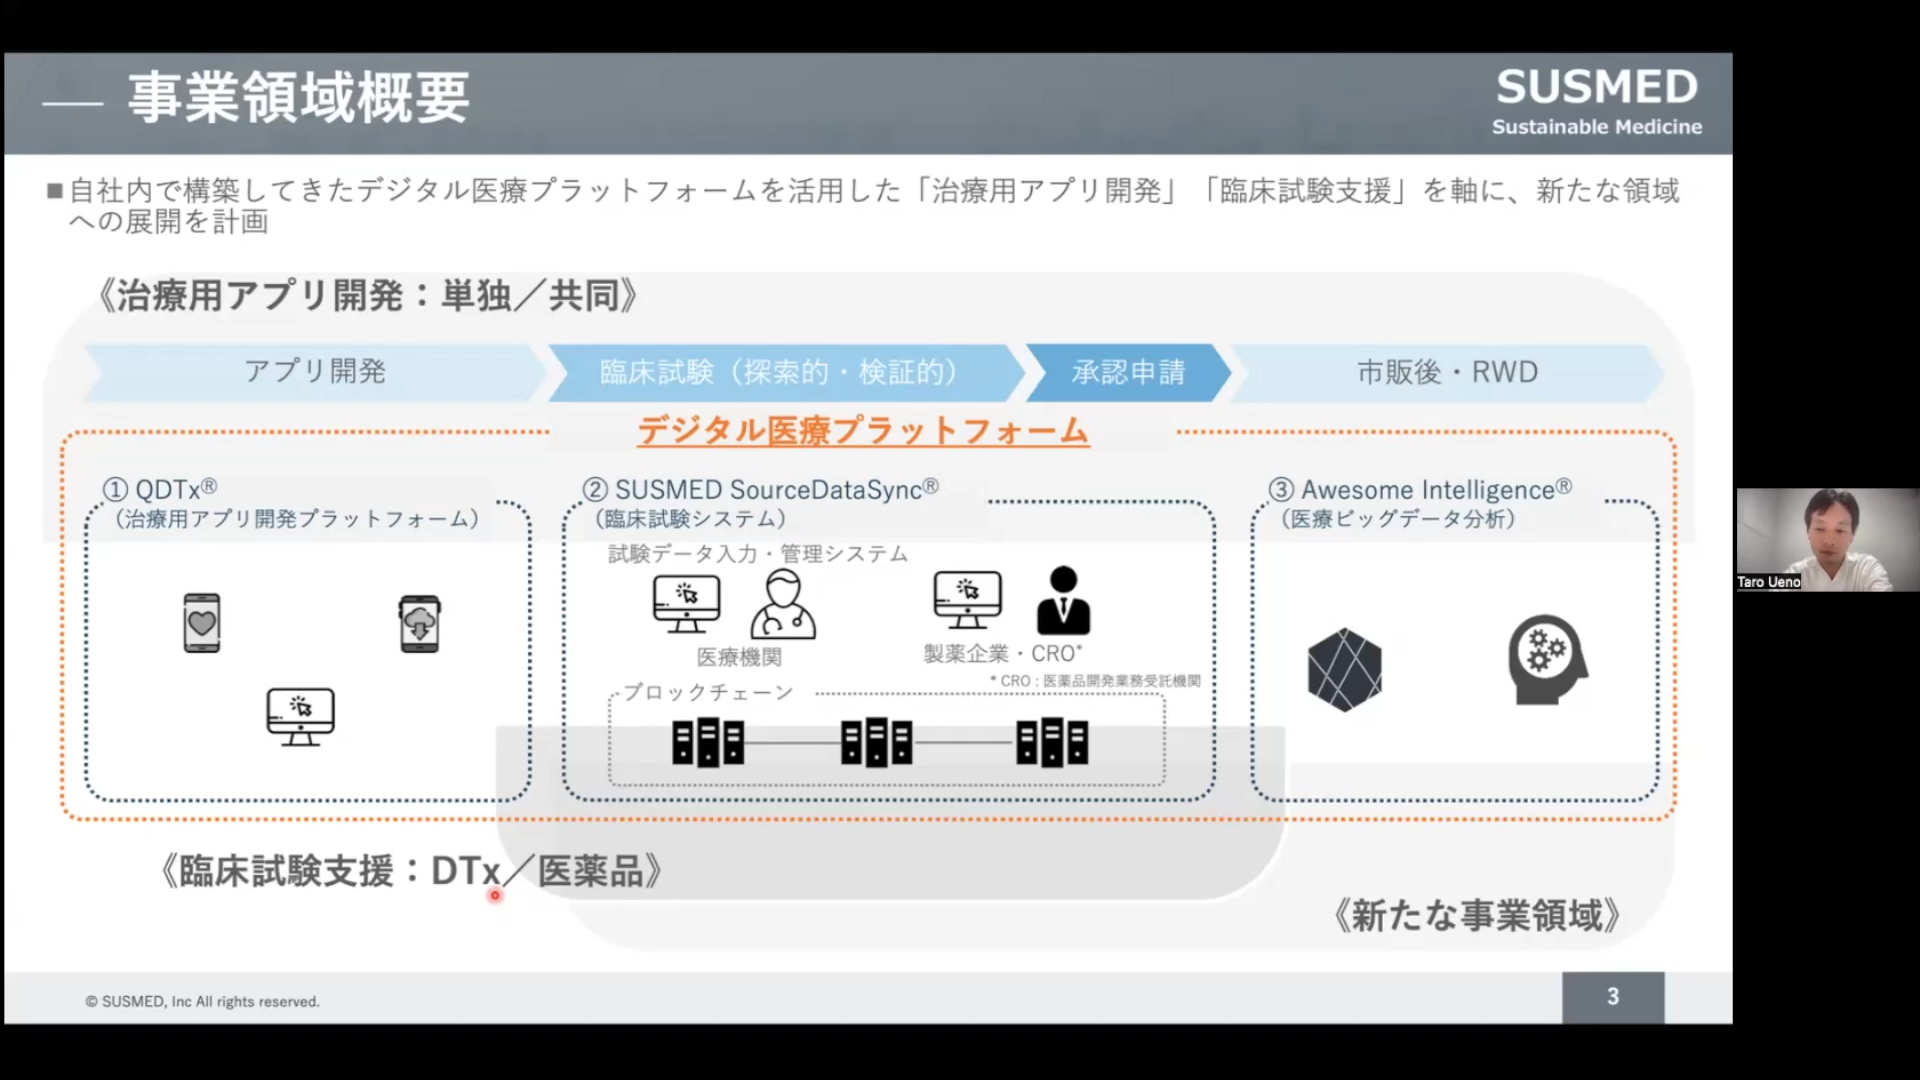 事業領域概要
SUSMED
Sustainable Medicine
■自社内で構築してきたデジタル医療プラットフォームを活用した「治療用アプリ開発」「臨床試験支援」を軸に、新たな領域
への展開を計画
《治療用アプリ開発：単独／共同》
アプリ開発
臨床試験（探索的・検証的）
承認申請
市販後・RWD
デジタル医療プラットフォーム
① QDTx®
（治療用アプリ開発プラットフォーム）
② SUSMED SourceDataSync®
（臨床試験システム）
試験データ入力・管理システム
医療機関
製薬企業・CRO*
* CRO：医薬品開発業務受託機関
ブロックチェーン
③ Awesome Intelligence®
（医療ビッグデータ分析）
《臨床試験支援：DTx／医薬品》
《新たな事業領域》
© SUSMED, Inc All rights reserved.
3
Taro Ueno